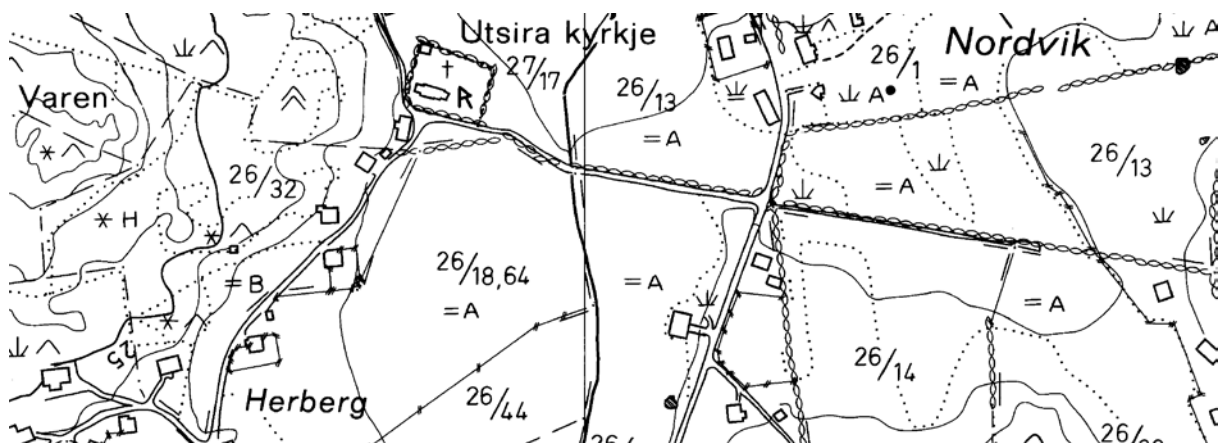 Utsira kyrkje
Nordvik
27/17
26/1
26/13
A
= A
Varen
R
= A
26/13
26/32
= A
H
26/18,64
= B
= A
= A
= A
25
26/14
Herberg
26/44